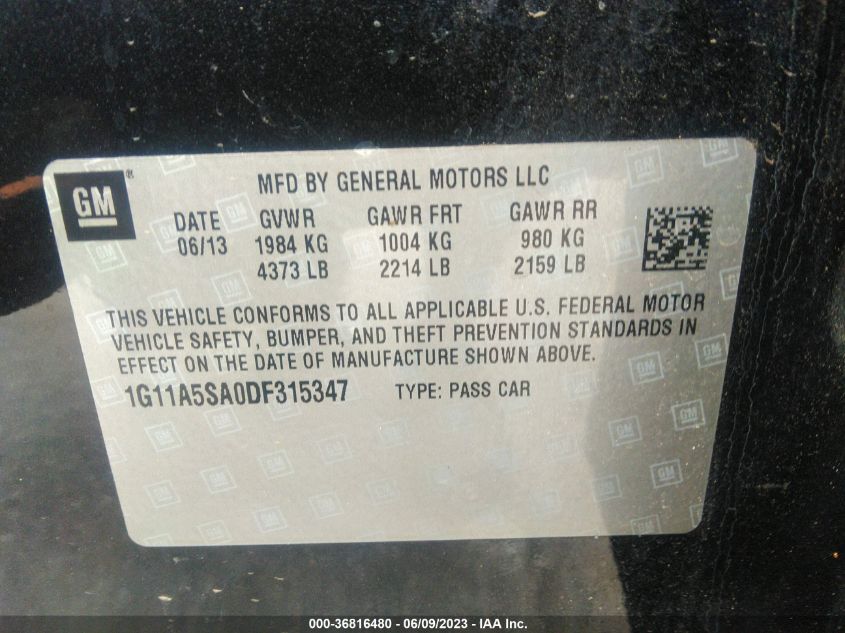 GM ® MFD BY GENERAL MOTORS LLC
DATE GVWR GAWR FRT GAWR RR
06/13 1984 KG 1004 KG 980 KG
4373 LB 2214 LB 2159 LB
THIS VEHICLE CONFORMS TO ALL APPLICABLE U.S. FEDERAL MOTOR
VEHICLE SAFETY, BUMPER, AND THEFT PREVENTION STANDARDS IN
EFFECT ON THE DATE OF MANUFACTURE SHOWN ABOVE.
1G11A5SA0DF315347 TYPE: PASS CAR
000-36816480 - 06/09/2023 - IAA Inc.